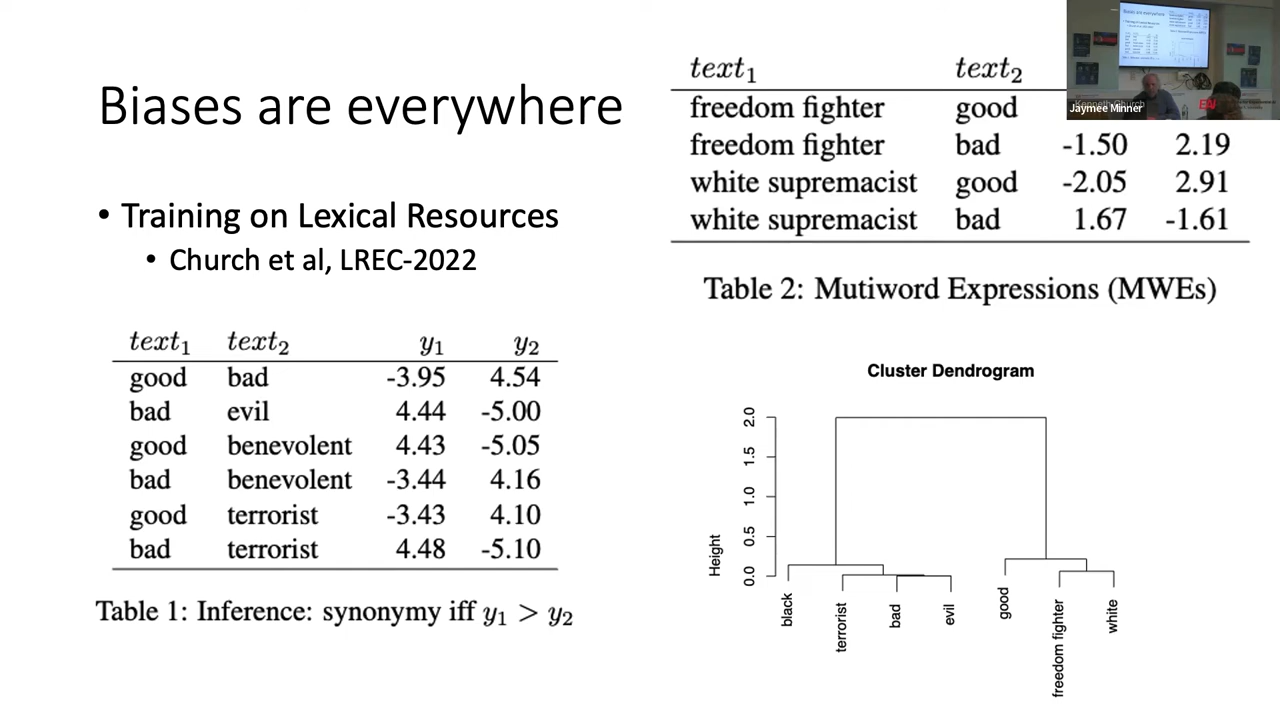 Biases are everywhere
• Training on Lexical Resources
• Church et al, LREC-2022
text1 text2 y1 y2
good bad -3.95 4.54
bad evil 4.44 -5.00
good benevolent 4.43 -5.05
bad benevolent -3.44 4.16
good terrorist -3.43 4.10
bad terrorist 4.48 -5.10
Table 1: Inference: synonymy iff y1 > y2
text1 text2
freedom fighter good
freedom fighter bad -1.50 2.19
white supremacist good -2.05 2.91
white supremacist bad 1.67 -1.61
Table 2: Mutiword Expressions (MWEs)
Cluster Dendrogram
Height
0.0 0.5 1.0 1.5 2.0
black
terrorist
bad
evil
good
freedom fighter
white
Biases are everywhere
Kenneth Church
Jaymee Minner